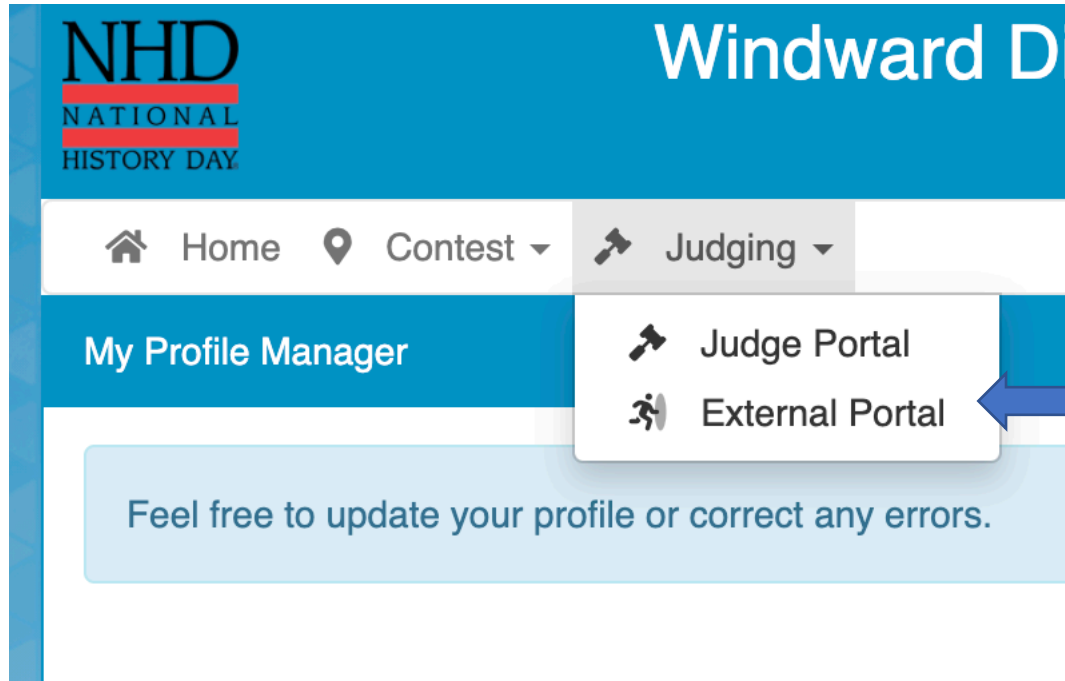 NHD
NATIONAL
HISTORY DAY
Windward
Home Contest Judging
My Profile Manager
Judge Portal
External Portal
Feel free to update your profile or correct any errors.